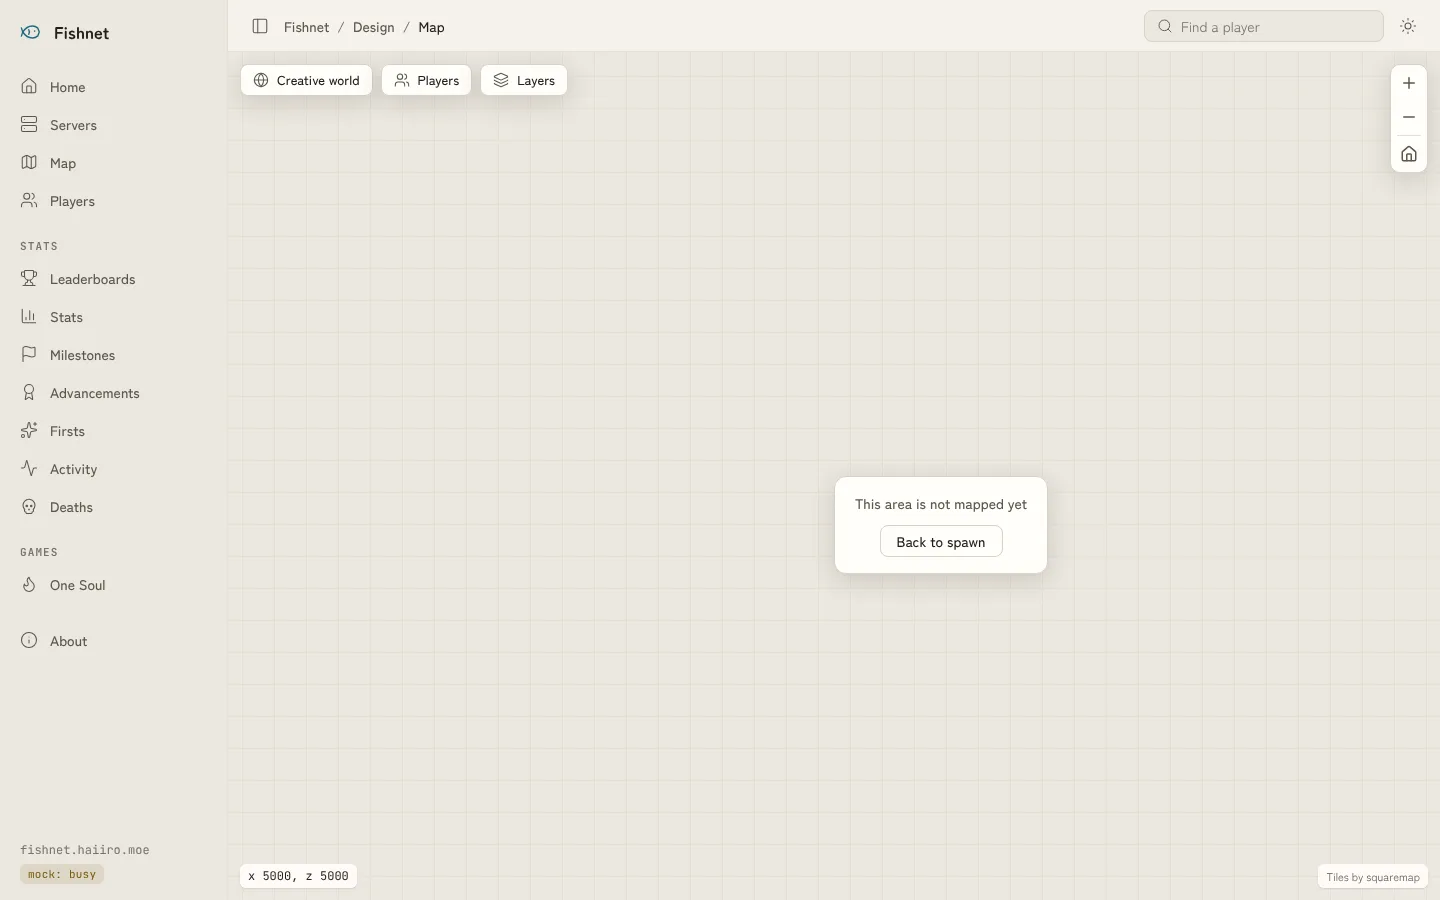 Fishnet
Home
Servers
Map
Players
STATS
Leaderboards
Stats
Milestones
Advancements
Firsts
Activity
Deaths
GAMES
One Soul
About
fishnet.haiiro.moe
mock: busy
Fishnet / Design / Map
Find a player
Creative world
Players
Layers
This area is not mapped yet
Back to spawn
x 5000, z 5000
Tiles by squaremap